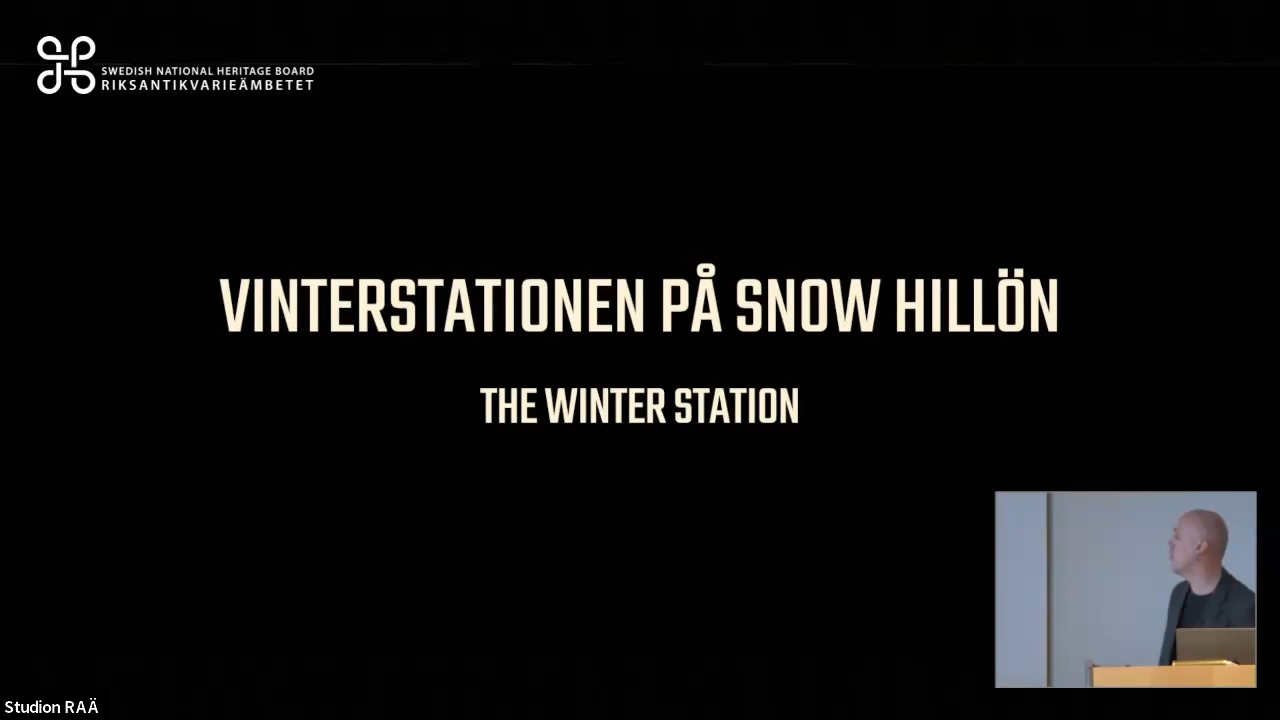 SWEDISH NATIONAL HERITAGE BOARD
RIKSANTIKVARIEÄMBETET
VINTERSTATIONEN PÅ SNOW HILLÖN
THE WINTER STATION
Studion RAÄ